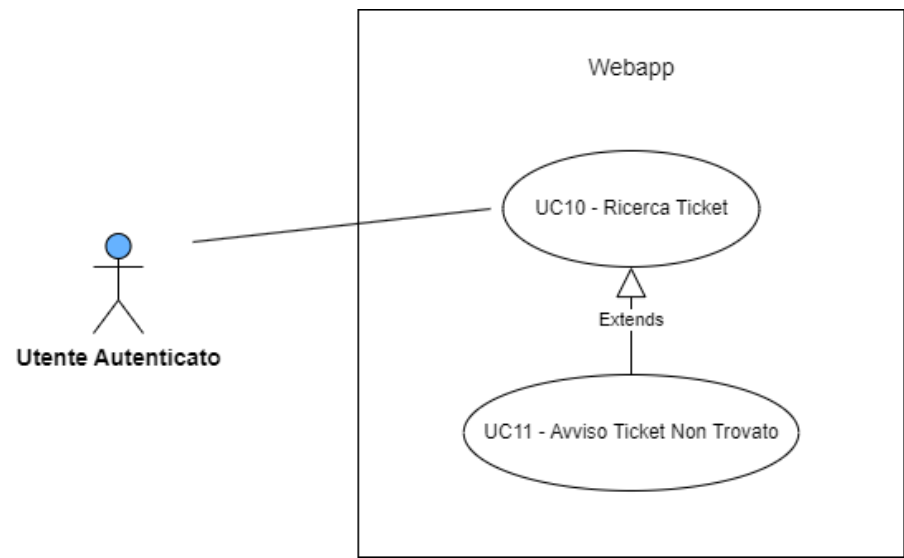 Webapp
UC10 - Ricerca Ticket
Extends
Utente Autenticato
UC11 - Avviso Ticket Non Trovato